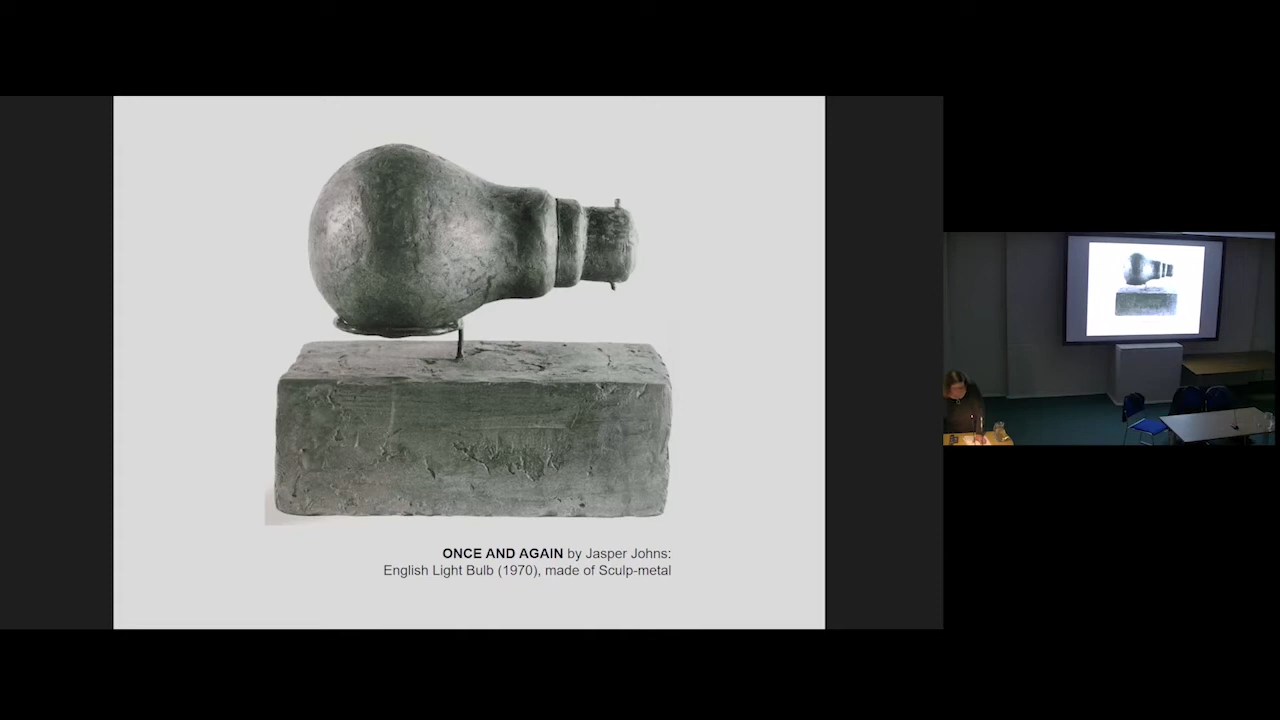 ONCE AND AGAIN by Jasper Johns:
English Light Bulb (1970), made of Sculp-metal